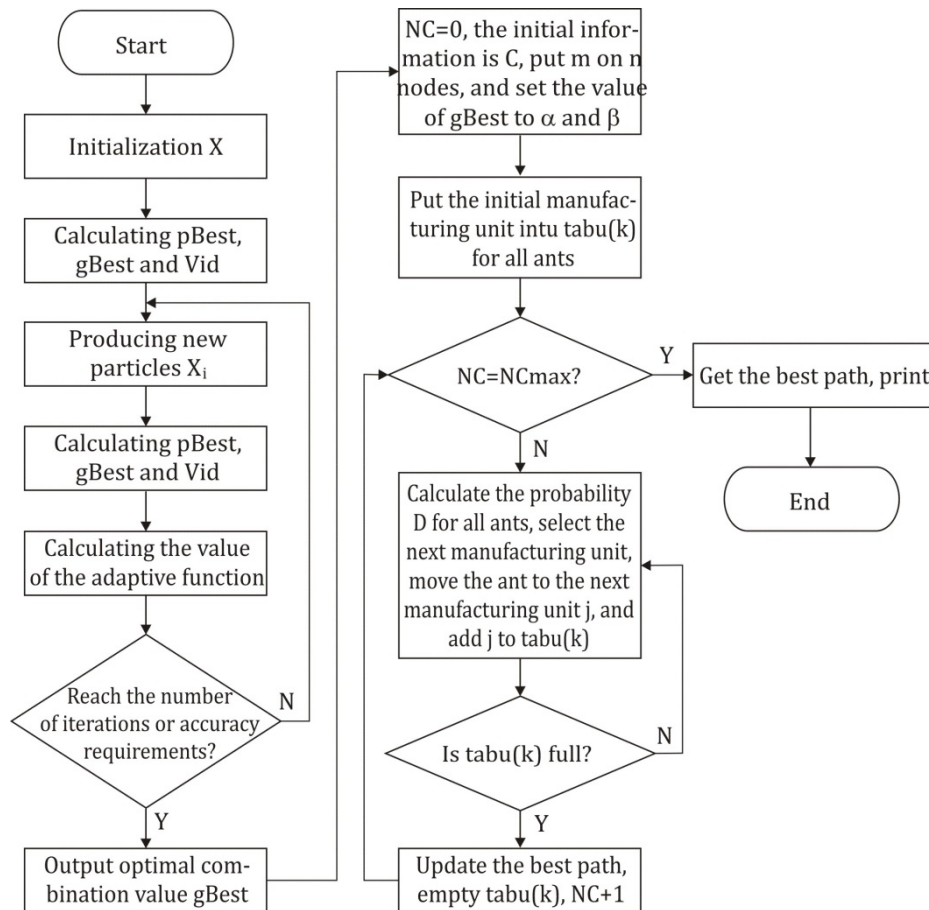 Start
Initialization X
Calculating pBest,
gBest and Vid
Producing new
particles Xᵢ
Calculating pBest,
gBest and Vid
Calculating the value
of the adaptive function
Reach the number
of iterations or accuracy
requirements?
N
Y
Output optimal com-
bination value gBest
NC=0, the initial infor-
mation is C, put m on n
nodes, and set the value
of gBest to α and β
Put the initial manufac-
turing unit intu tabu(k)
for all ants
NC=NCmax?
Y
N
Get the best path, print
End
Calculate the probability
D for all ants, select the
next manufacturing unit,
move the ant to the next
manufacturing unit j, and
add j to tabu(k)
Is tabu(k) full?
N
Y
Update the best path,
empty tabu(k), NC+1